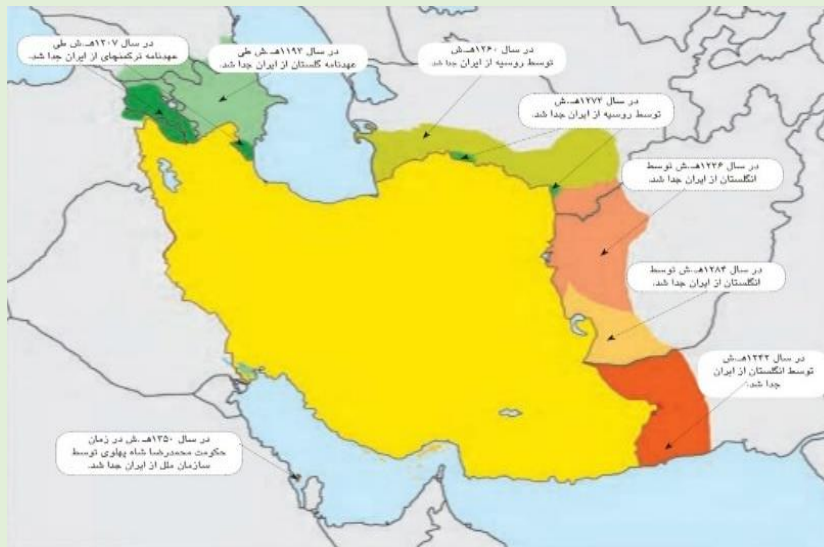 در سال ۱۲۰۷هـ.ش طی
عهدنامه ترکمنچای از ایران جدا شد.
در سال ۱۱۹۲هـ.ش طی
عهدنامه گلستان از ایران جدا شد.
در سال ۱۲۶۰هـ.ش
توسط روسیه از ایران جدا شد.
در سال ۱۲۷۲هـ.ش
توسط روسیه از ایران جدا شد.
در سال ۱۲۳۶هـ.ش توسط
انگلستان از ایران جدا شد.
در سال ۱۲۸۴هـ.ش توسط
انگلستان از ایران جدا شد.
در سال ۱۲۴۲هـ.ش
توسط انگلستان از ایران
جدا شد.
در سال ۱۳۵۰هـ.ش در زمان
حکومت محمدرضا شاه پهلوی توسط
سازمان ملل از ایران جدا شد.